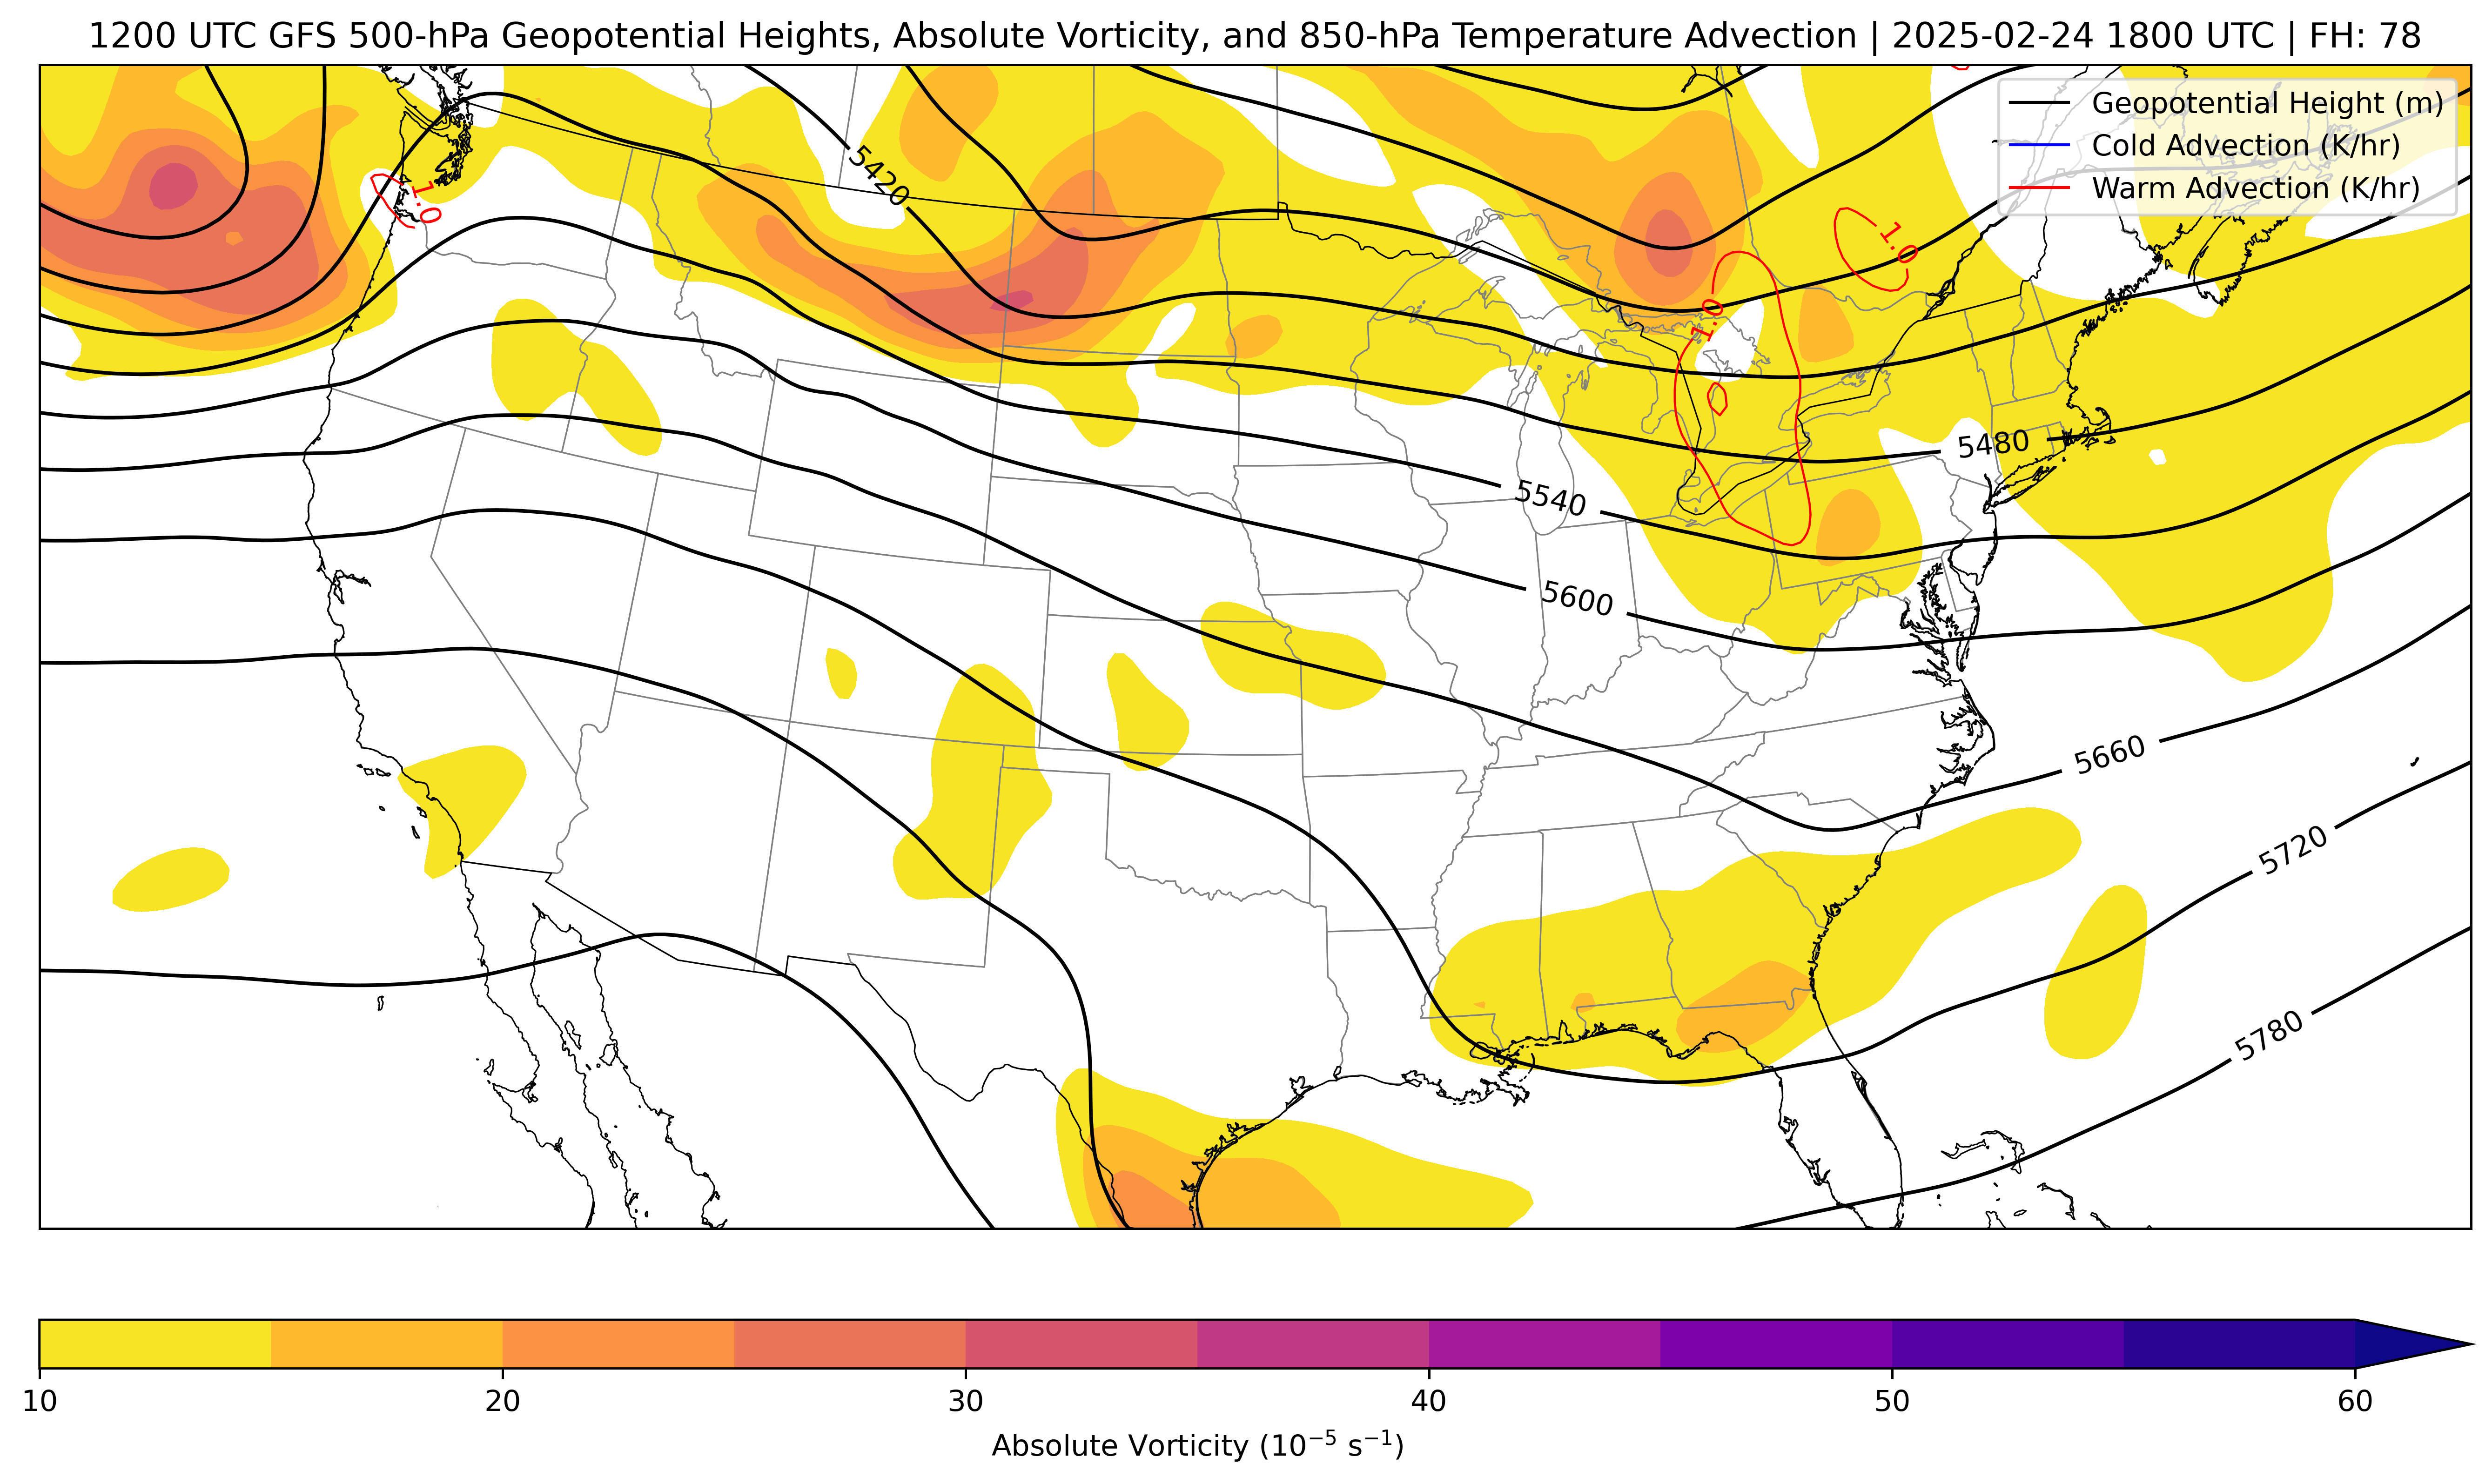 1200 UTC GFS 500-hPa Geopotential Heights, Absolute Vorticity, and 850-hPa Temperature Advection | 2025-02-24 1800 UTC | FH: 78
Geopotential Height (m)
Cold Advection (K/hr)
Warm Advection (K/hr)
5420
1.0
1.0
1.0
5480
5540
5600
5660
5720
5780
10 20 30 40 50 60
Absolute Vorticity (10⁻⁵ s⁻¹)